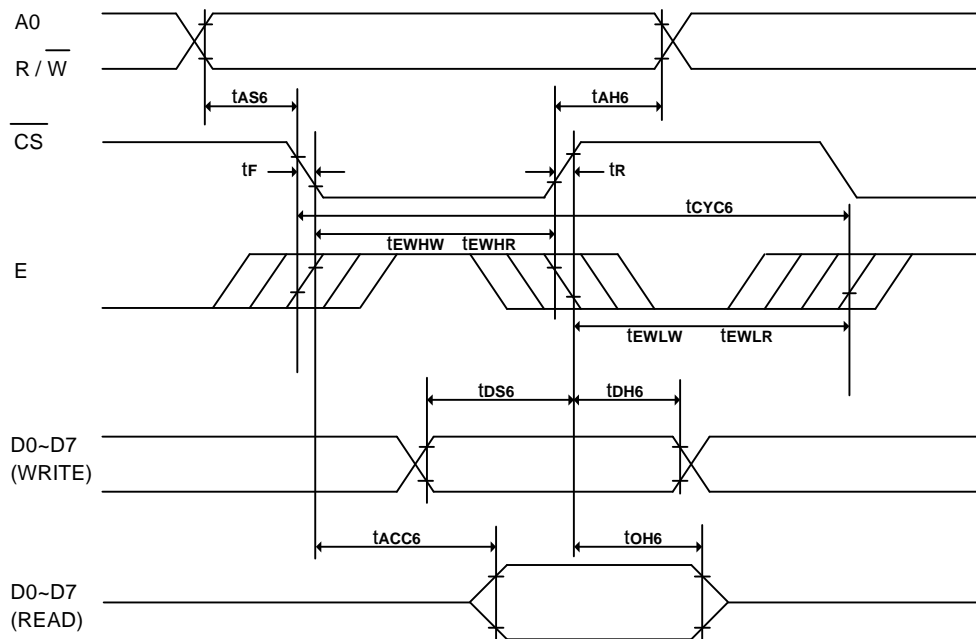 A0
R / W
tAS6
tAH6
CS
tF
tR
tCYC6
tEWHW tEWHR
E
tEWLW tEWLR
tDS6
tDH6
D0~D7
(WRITE)
tACC6
tOH6
D0~D7
(READ)